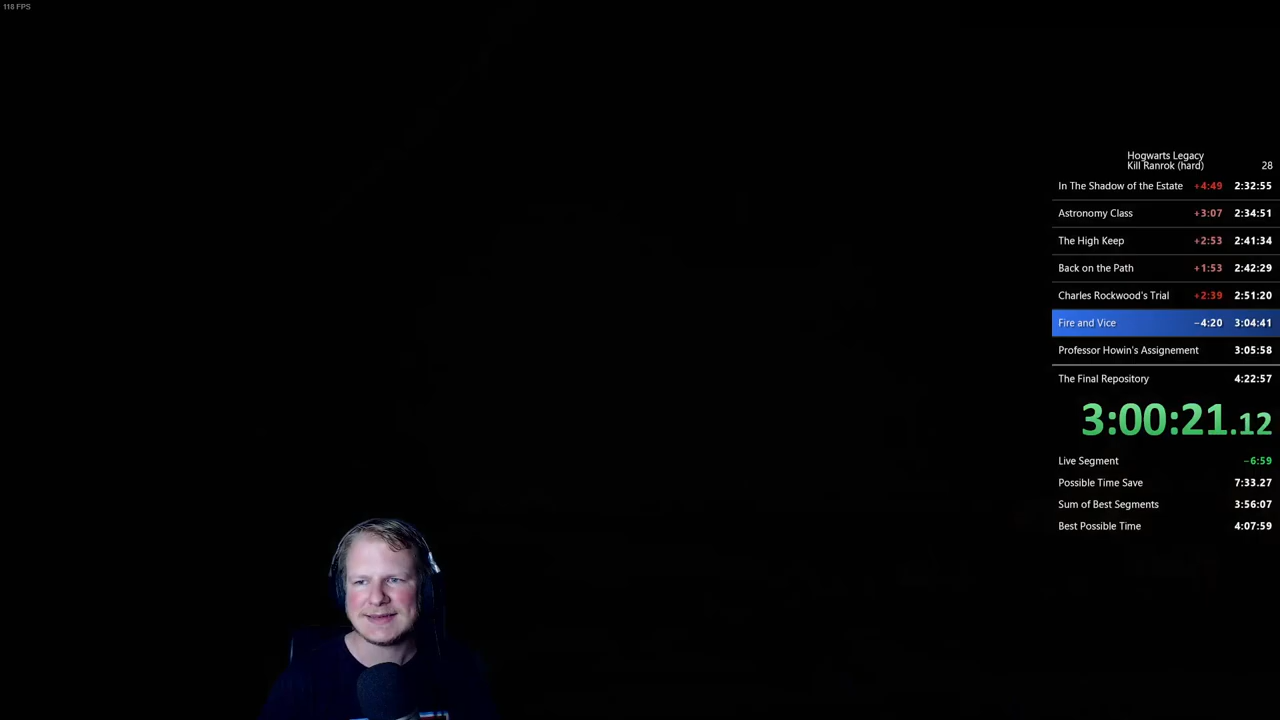 118 FPS
Hogwarts Legacy
Kill Ranrok (hard) 28
In The Shadow of the Estate +4:49 2:32:55
Astronomy Class +3:07 2:34:51
The High Keep +2:53 2:41:34
Back on the Path +1:53 2:42:29
Charles Rockwood's Trial +2:39 2:51:20
Fire and Vice −4:20 3:04:41
Professor Howin's Assignement 3:05:58
The Final Repository 4:22:57
3:00:21.12
Live Segment −6:59
Possible Time Save 7:33.27
Sum of Best Segments 3:56:07
Best Possible Time 4:07:59